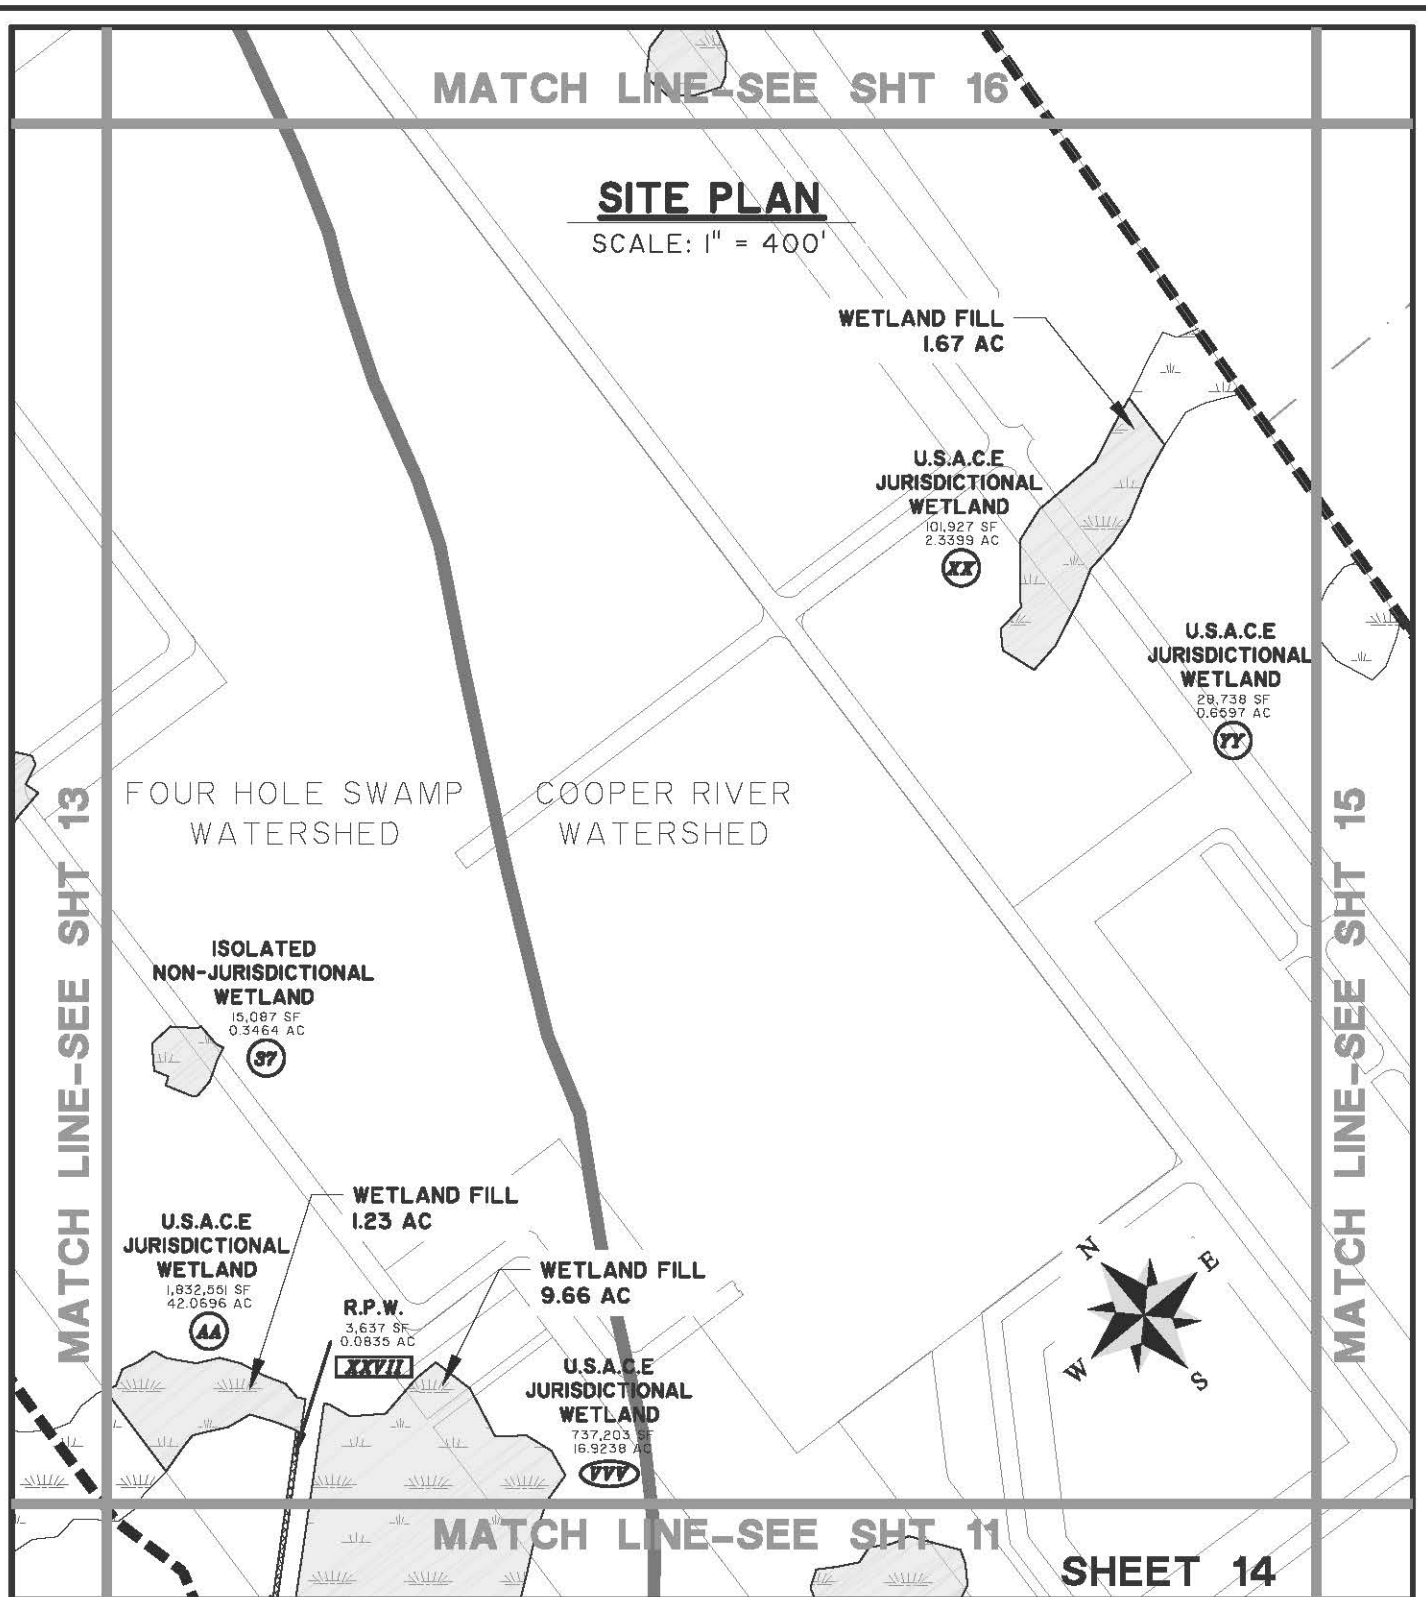 MATCH LINE-SEE SHT 16
SITE PLAN
SCALE: 1" = 400'
WETLAND FILL
1.67 AC
U.S.A.C.E
JURISDICTIONAL
WETLAND
101,927 SF
2.3399 AC
XX
U.S.A.C.E
JURISDICTIONAL
WETLAND
28,738 SF
0.6597 AC
YY
MATCH LINE-SEE SHT 13
FOUR HOLE SWAMP
WATERSHED
COOPER RIVER
WATERSHED
MATCH LINE-SEE SHT 15
ISOLATED
NON-JURISDICTIONAL
WETLAND
15,087 SF
0.3464 AC
37
WETLAND FILL
1.23 AC
U.S.A.C.E
JURISDICTIONAL
WETLAND
1,832,551 SF
42.0696 AC
AA
R.P.W.
3,637 SF
0.0835 AC
XXVII
WETLAND FILL
9.66 AC
U.S.A.C.E
JURISDICTIONAL
WETLAND
737,203 SF
16.9238 AC
VVV
N
E
W
S
MATCH LINE-SEE SHT 11
SHEET 14